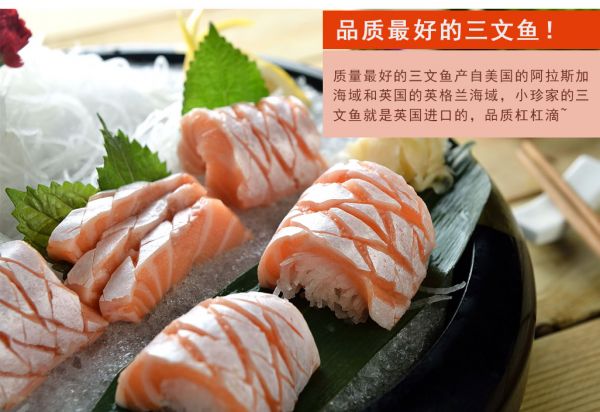 品质最好的三文鱼！
质量最好的三文鱼产自美国的阿拉斯加
海域和英国的英格兰海域，小珍家的三
文鱼就是英国进口的，品质杠杠滴~